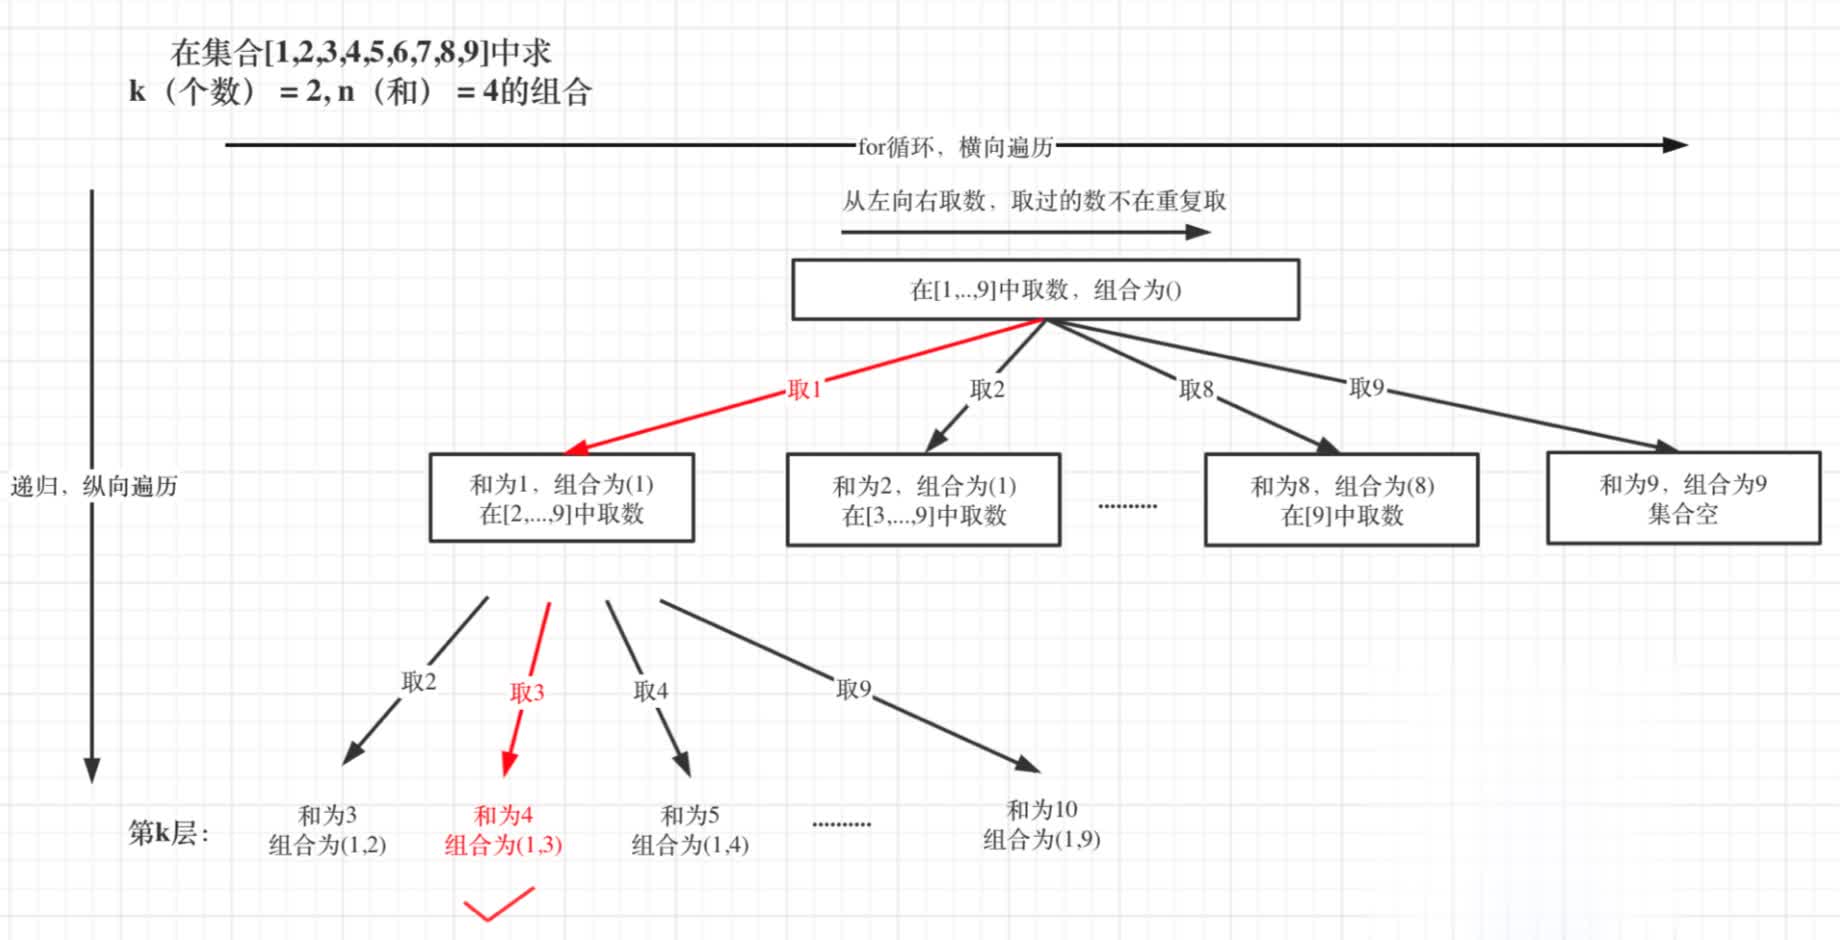 在集合[1,2,3,4,5,6,7,8,9]中求
k（个数）= 2, n（和）= 4的组合
for循环，横向遍历
从左向右取数，取过的数不在重复取
在[1,..,9]中取数，组合为()
取1
取2
取8
取9
递归，纵向遍历
和为1，组合为(1)
在[2,...,9]中取数
和为2，组合为(1)
在[3,...,9]中取数
..........
和为8，组合为(8)
在[9]中取数
和为9，组合为9
集合空
取2
取3
取4
取9
第k层：
和为3
组合为(1,2)
和为4
组合为(1,3)
和为5
组合为(1,4)
..........
和为10
组合为(1,9)